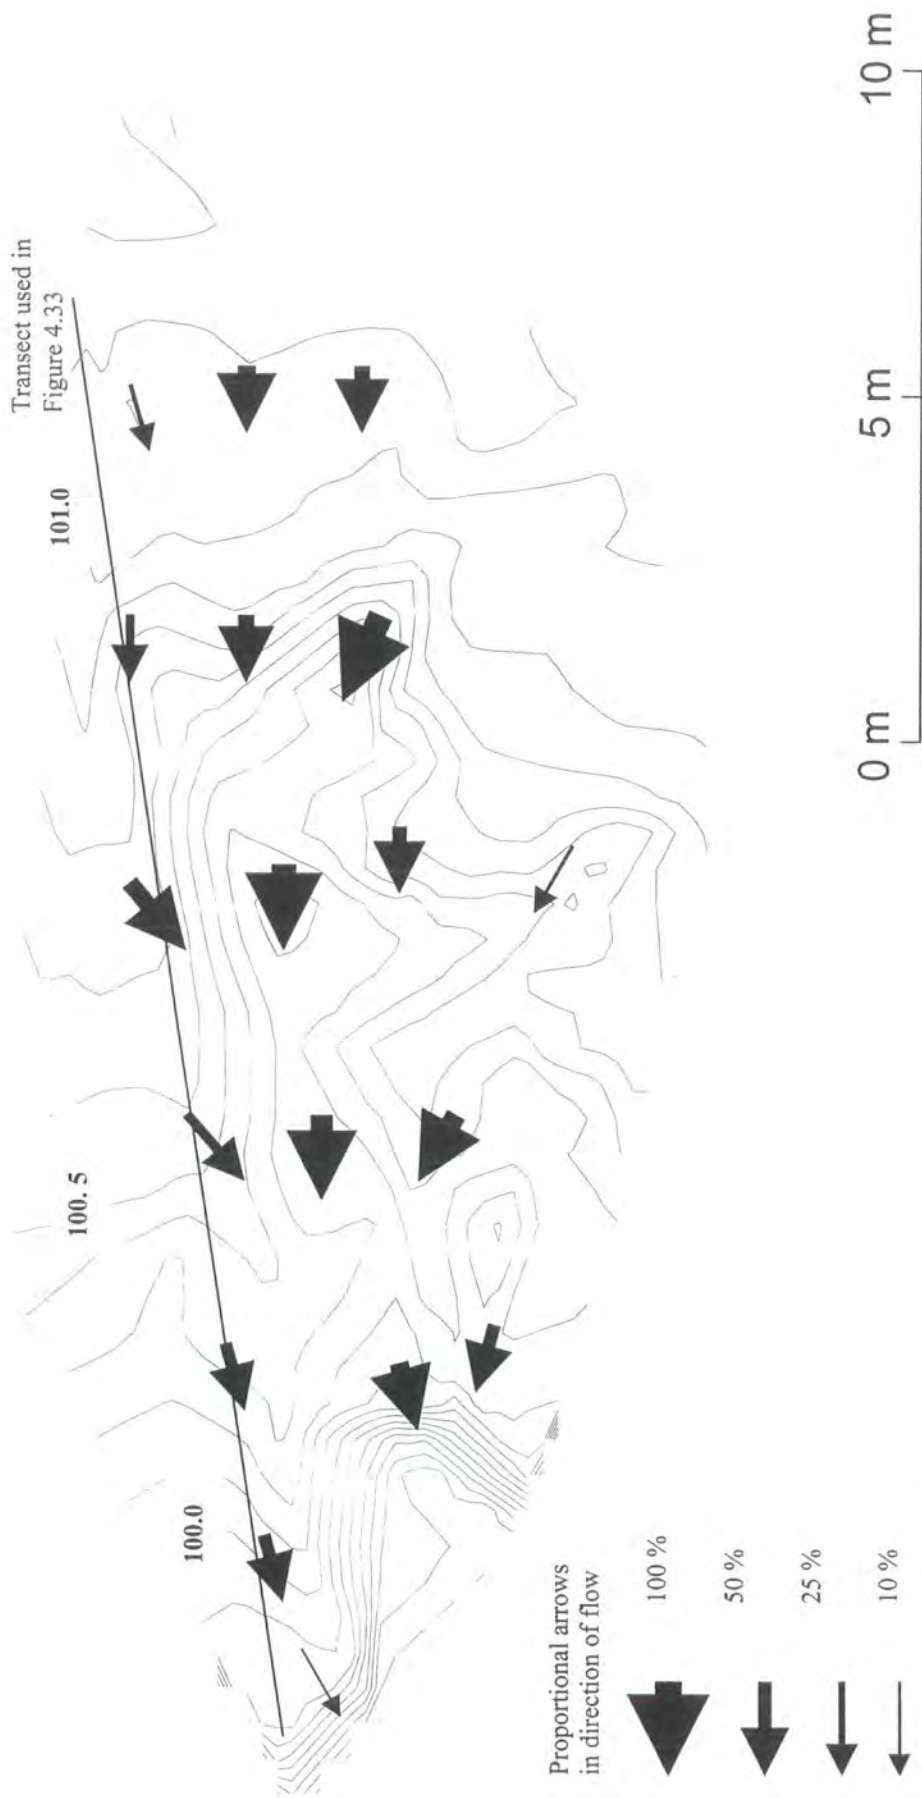 Transect used in
Figure 4.33
101.0
100. 5
100.0
Proportional arrows
in direction of flow
100 %
50 %
25 %
10 %
0 m
5 m
10 m